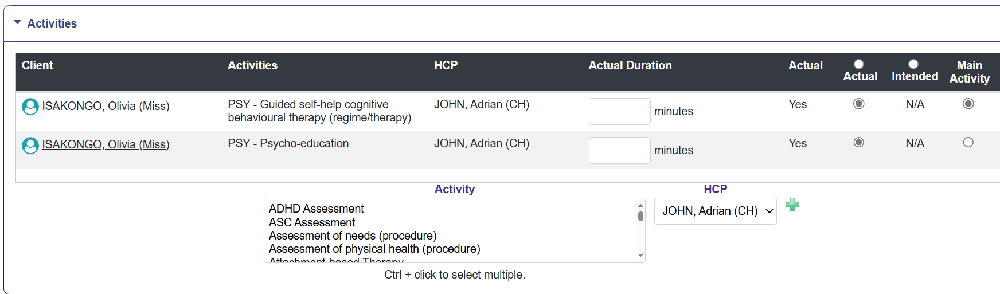 Activities
Client Activities HCP Actual Duration Actual Actual Intended Main Activity
ISAKONGO, Olivia (Miss) PSY - Guided self-help cognitive JOHN, Adrian (CH) minutes Yes N/A
behavioural therapy (regime/therapy)
ISAKONGO, Olivia (Miss) PSY - Psycho-education JOHN, Adrian (CH) minutes Yes N/A
Activity HCP
ADHD Assessment JOHN, Adrian (CH)
ASC Assessment
Assessment of needs (procedure)
Assessment of physical health (procedure)
Attachment-based Therapy
Ctrl + click to select multiple.